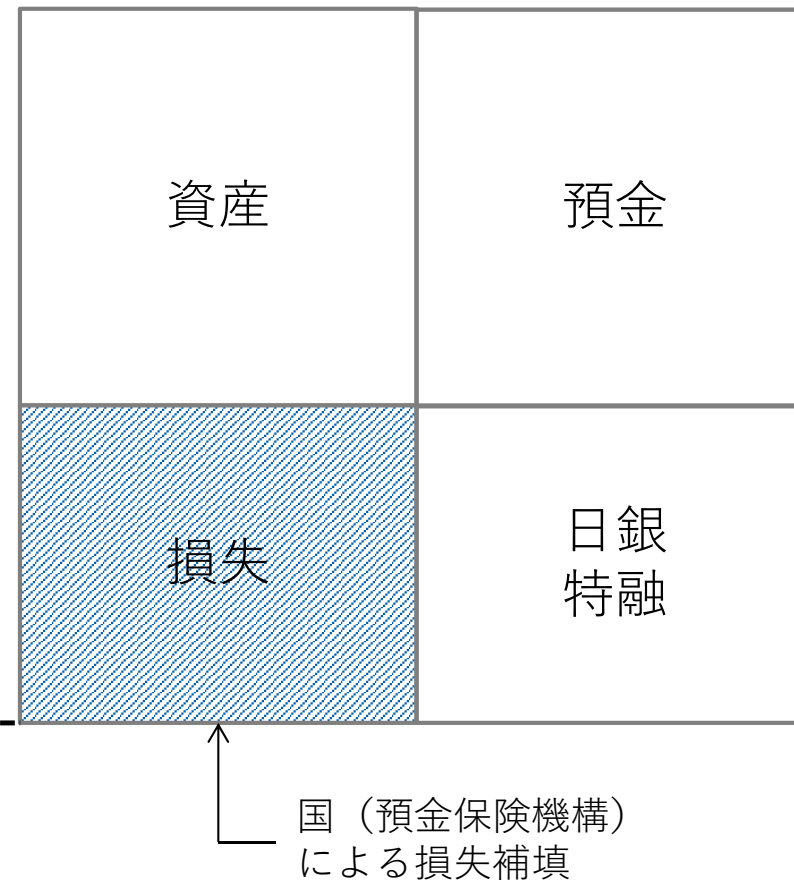 資産
預金
損失
日銀
特融
国（預金保険機構）
による損失補填